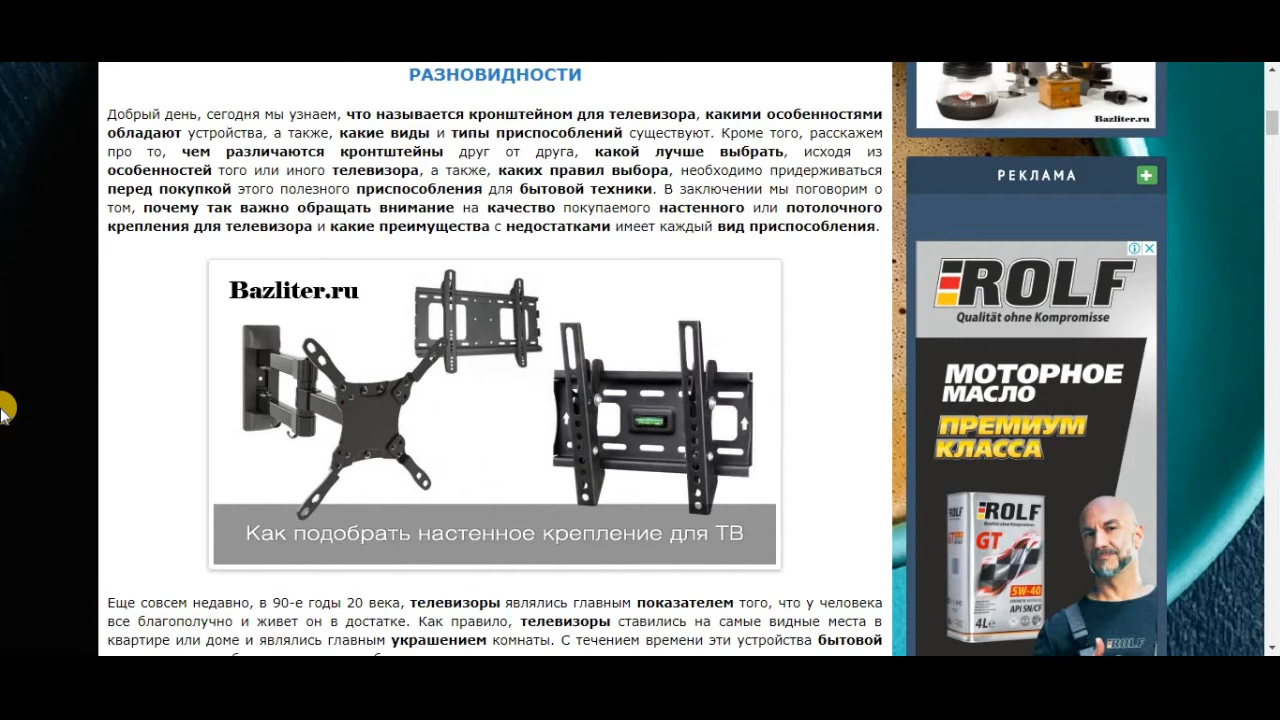 РАЗНОВИДНОСТИ
Добрый день, сегодня мы узнаем, что называется кронштейном для телевизора, какими особенностями
обладают устройства, а также, какие виды и типы приспособлений существуют. Кроме того, расскажем
про то, чем различаются кронтштейны друг от друга, какой лучше выбрать, исходя из
особенностей того или иного телевизора, а также, каких правил выбора, необходимо придерживаться
перед покупкой этого полезного приспособления для бытовой техники. В заключении мы поговорим о
том, почему так важно обращать внимание на качество покупаемого настенного или потолочного
крепления для телевизора и какие преимущества с недостатками имеет каждый вид приспособления.
Bazliter.ru
Как подобрать настенное крепление для ТВ
Еще совсем недавно, в 90-е годы 20 века, телевизоры являлись главным показателем того, что у человека
все благополучно и живет он в достатке. Как правило, телевизоры ставились на самые видные места в
квартире или доме и являлись главным украшением комнаты. С течением времени эти устройства бытовой
Bazliter.ru
РЕКЛАМА
ROLF
Qualität ohne Kompromisse
МОТОРНОЕ
МАСЛО
ПРЕМИУМ
КЛАССА
ROLF
GT
5W-40
API SN/CF
4L
ROLF